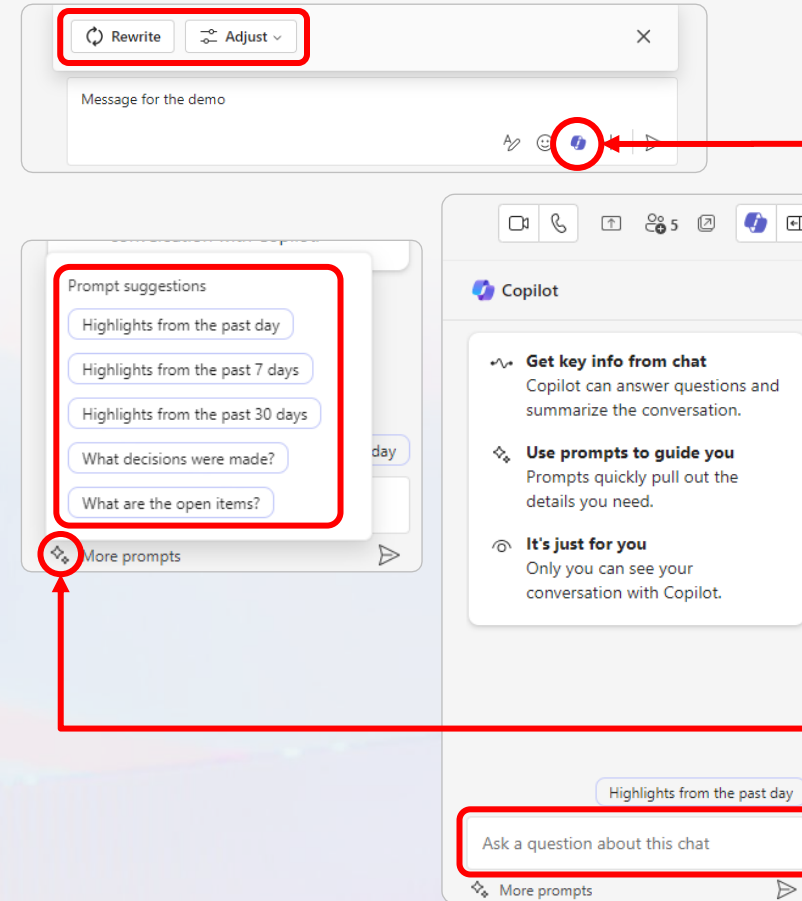 Rewrite
Adjust
Message for the demo
5
Prompt suggestions
Highlights from the past day
Highlights from the past 7 days
Highlights from the past 30 days
What decisions were made?
What are the open items?
day
More prompts
Copilot
Get key info from chat
Copilot can answer questions and
summarize the conversation.
Use prompts to guide you
Prompts quickly pull out the
details you need.
It's just for you
Only you can see your
conversation with Copilot.
Highlights from the past day
Ask a question about this chat
More prompts